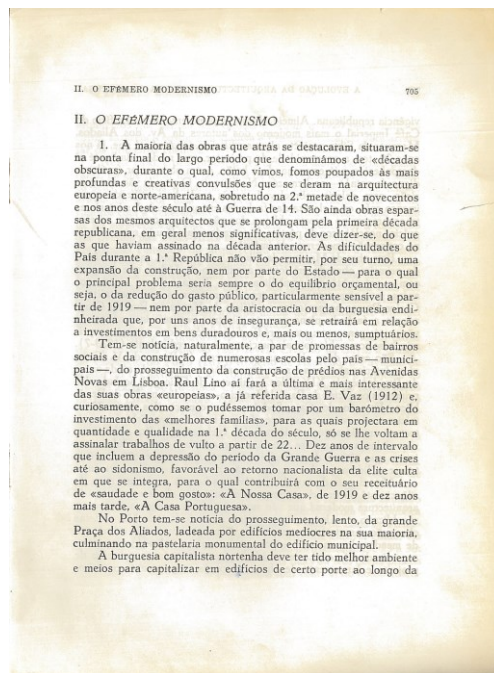 II. O EFÉMERO MODERNISMO 705
II. O EFÉMERO MODERNISMO
1. A maioria das obras que atrás se destacaram, situaram-se
na ponta final do largo período que denominámos de «décadas
obscuras», durante o qual, como vimos, fomos poupados às mais
profundas e creativas convulsões que se deram na arquitectura
europeia e norte-americana, sobretudo na 2.ª metade de novecentos
e nos anos deste século até à Guerra de 14. São ainda obras espar-
sas dos mesmos arquitectos que se prolongam pela primeira década
republicana, em geral menos significativas, deve dizer-se, do que
as que haviam assinado na década anterior. As dificuldades do
País durante a 1.ª República não vão permitir, por seu turno, uma
expansão da construção, nem por parte do Estado — para o qual
o principal problema seria sempre o do equilíbrio orçamental, ou
seja, o da redução do gasto público, particularmente sensível a par-
tir de 1919 — nem por parte da aristocracia ou da burguesia endi-
nheirada que, por uns anos de insegurança, se retrairá em relação
a investimentos em bens duradouros e, mais ou menos, sumptuários.
Tem-se notícia, naturalmente, a par de promessas de bairros
sociais e da construção de numerosas escolas pelo país — munici-
pais —, do prosseguimento da construção de prédios nas Avenidas
Novas em Lisboa. Raul Lino aí fará a última e mais interessante
das suas obras «europeias», a já referida casa E. Vaz (1912) e,
curiosamente, como se o pudéssemos tomar por um barómetro do
investimento das «melhores famílias», para as quais projectara em
quantidade e qualidade na 1.ª década do século, só se lhe voltam a
assinalar trabalhos de vulto a partir de 22... Dez anos de intervalo
que incluem a depressão do período da Grande Guerra e as crises
até ao sidonismo, favorável ao retorno nacionalista da elite culta
em que se integra, para o qual contribuirá com o seu receituário
de «saudade e bom gosto»: «A Nossa Casa», de 1919 e dez anos
mais tarde, «A Casa Portuguesa».
No Porto tem-se notícia do prosseguimento, lento, da grande
Praça dos Aliados, ladeada por edifícios medíocres na sua maioria,
culminando na pastelaria monumental do edifício municipal.
A burguesia capitalista nortenha deve ter tido melhor ambiente
e meios para capitalizar em edifícios de certo porte ao longo da